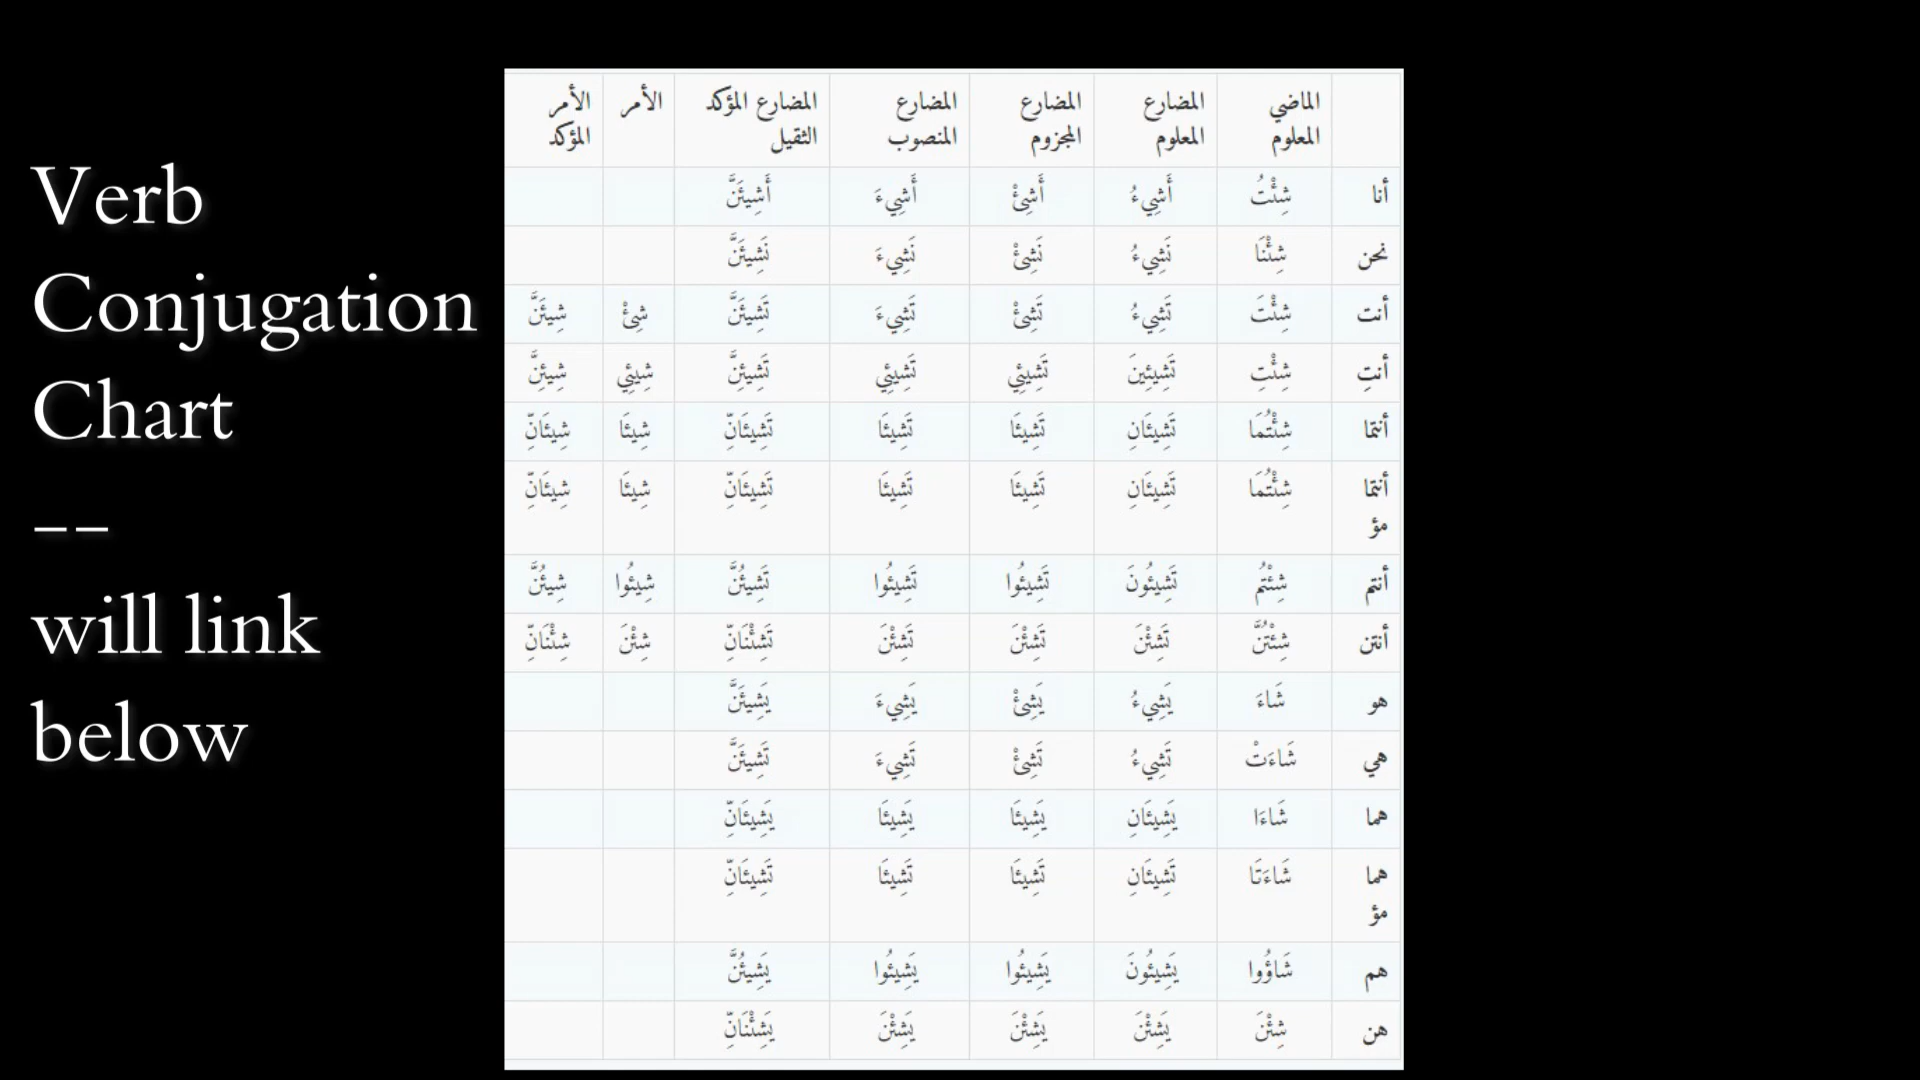 Verb
Conjugation
Chart
--
will link
below
الماضي المعلوم	المضارع المعلوم	المضارع المجزوم	المضارع المنصوب	المضارع المؤكد الثقيل	الأمر	الأمر المؤكد
أنا	شِئْتُ	أَشِيءُ	أَشِئْ	أَشِيءَ	أَشِيئَنَّ
نحن	شِئْنَا	نَشِيءُ	نَشِئْ	نَشِيءَ	نَشِيئَنَّ
أنت	شِئْتَ	تَشِيءُ	تَشِئْ	تَشِيءَ	تَشِيئَنَّ	شِئْ	شِيئَنَّ
أنتِ	شِئْتِ	تَشِيئِينَ	تَشِيئِي	تَشِيئِي	تَشِيئِنَّ	شِيئِي	شِيئِنَّ
أنتما	شِئْتُمَا	تَشِيئَانِ	تَشِيئَا	تَشِيئَا	تَشِيئَانِّ	شِيئَا	شِيئَانِّ
أنتما مؤ	شِئْتُمَا	تَشِيئَانِ	تَشِيئَا	تَشِيئَا	تَشِيئَانِّ	شِيئَا	شِيئَانِّ
أنتم	شِئْتُم	تَشِيئُونَ	تَشِيئُوا	تَشِيئُوا	تَشِيئُنَّ	شِيئُوا	شِيئُنَّ
أنتن	شِئْتُنَّ	تَشِئْنَ	تَشِئْنَ	تَشِئْنَ	تَشِئْنَانِّ	شِئْنَ	شِئْنَانِّ
هو	شَاءَ	يَشِيءُ	يَشِئْ	يَشِيءَ	يَشِيئَنَّ
هي	شَاءَتْ	تَشِيءُ	تَشِئْ	تَشِيءَ	تَشِيئَنَّ
هما	شَاءَا	يَشِيئَانِ	يَشِيئَا	يَشِيئَا	يَشِيئَانِّ
هما مؤ	شَاءَتَا	تَشِيئَانِ	تَشِيئَا	تَشِيئَا	تَشِيئَانِّ
هم	شَاؤُوا	يَشِيئُونَ	يَشِيئُوا	يَشِيئُوا	يَشِيئُنَّ
هن	شِئْنَ	يَشِئْنَ	يَشِئْنَ	يَشِئْنَ	يَشِئْنَانِّ